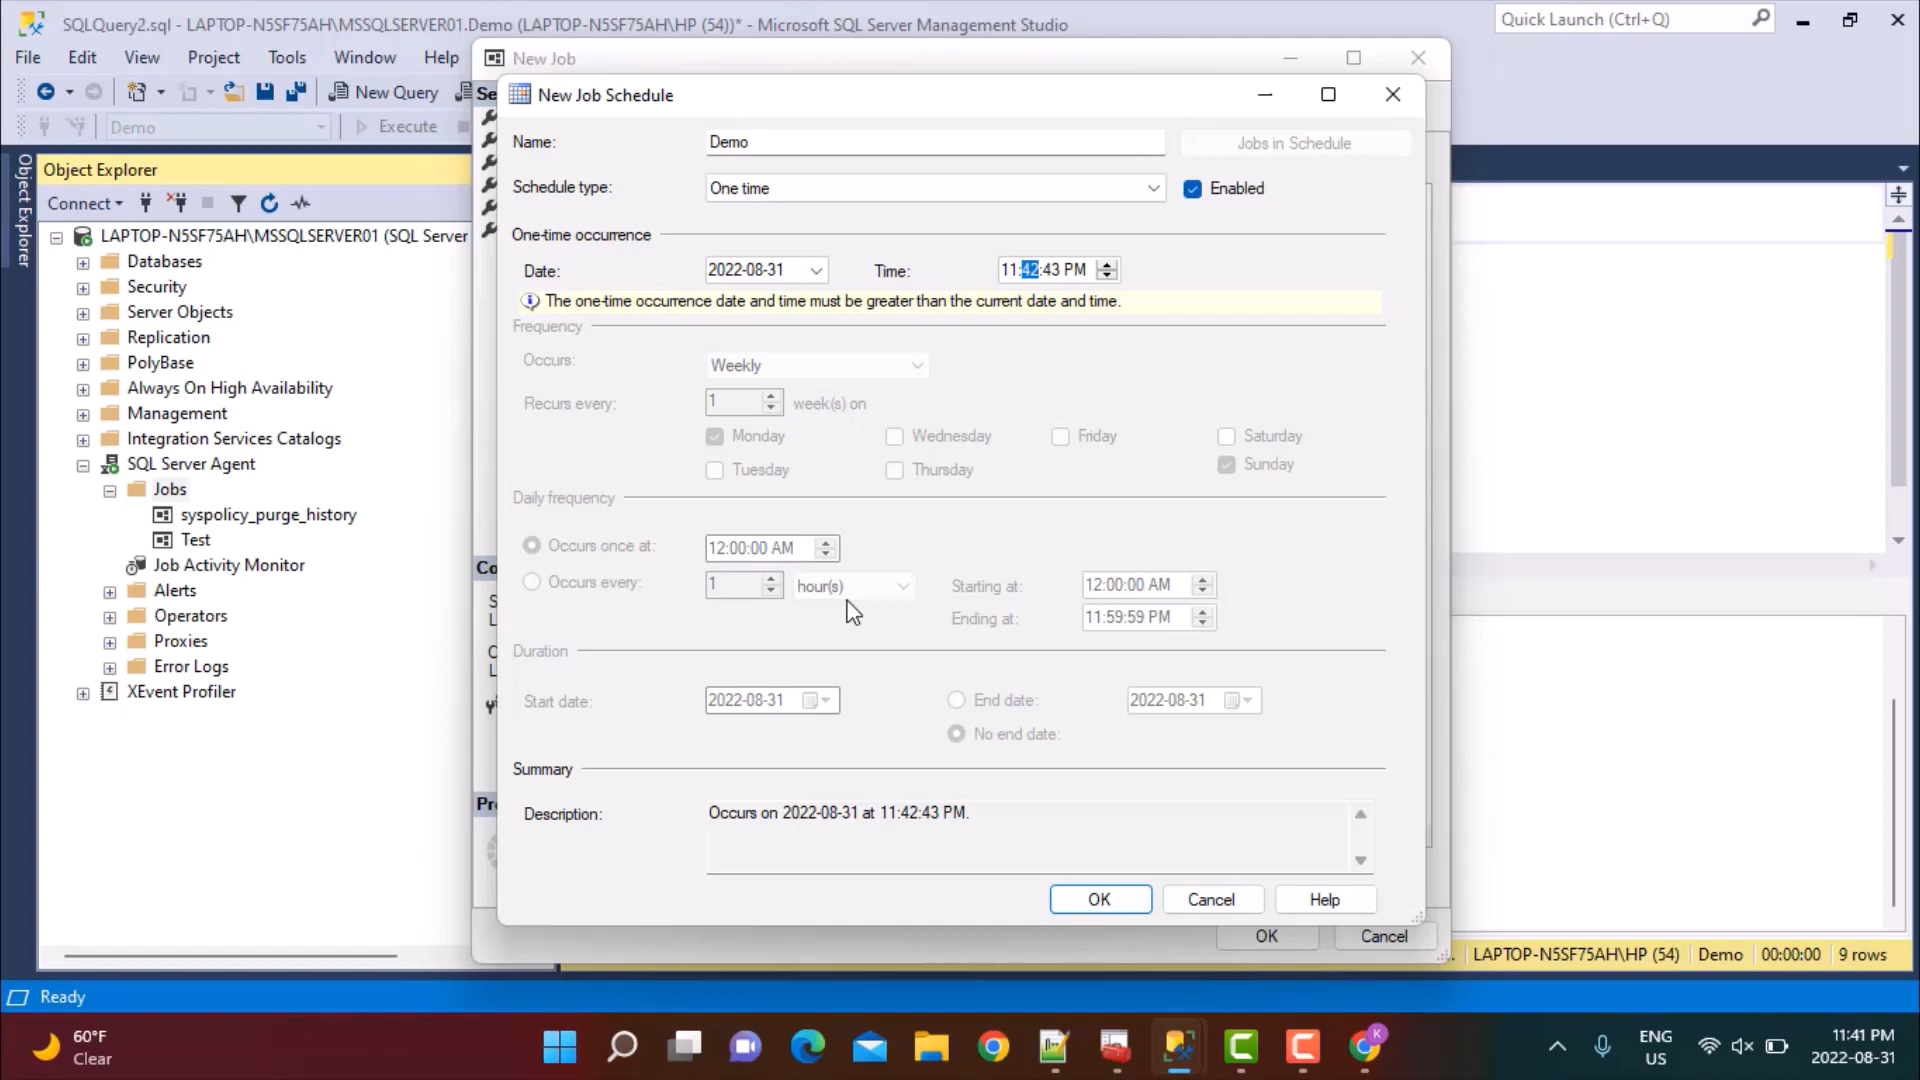 SQLQuery2.sql - LAPTOP-N5SF75AH\MSSQLSERVER01.Demo (LAPTOP-N5SF75AH\HP (54))* - Microsoft SQL Server Management Studio
Quick Launch (Ctrl+Q)
File Edit View Project Tools Window Help
New Job
New Query
Demo
Execute
Se
New Job Schedule
Name: Demo Jobs in Schedule
Schedule type: One time Enabled
One-time occurrence
Date: 2022-08-31 Time: 11:42:43 PM
The one-time occurrence date and time must be greater than the current date and time.
Frequency
Occurs: Weekly
Recurs every: 1 week(s) on
Monday Wednesday Friday Saturday
Tuesday Thursday Sunday
Daily frequency
Occurs once at: 12:00:00 AM
Occurs every: 1 hour(s) Starting at: 12:00:00 AM
Ending at: 11:59:59 PM
Duration
Start date: 2022-08-31 End date: 2022-08-31
No end date:
Summary
Description: Occurs on 2022-08-31 at 11:42:43 PM.
OK Cancel Help
OK Cancel
Object Explorer
Object Explorer
Connect
LAPTOP-N5SF75AH\MSSQLSERVER01 (SQL Server
Databases
Security
Server Objects
Replication
PolyBase
Always On High Availability
Management
Integration Services Catalogs
SQL Server Agent
Jobs
syspolicy_purge_history
Test
Job Activity Monitor
Alerts
Operators
Proxies
Error Logs
XEvent Profiler
Co
S
L
L
Pr
LAPTOP-N5SF75AH\HP (54) Demo 00:00:00 9 rows
Ready
60°F
Clear
K
ENG
US
11:41 PM
2022-08-31